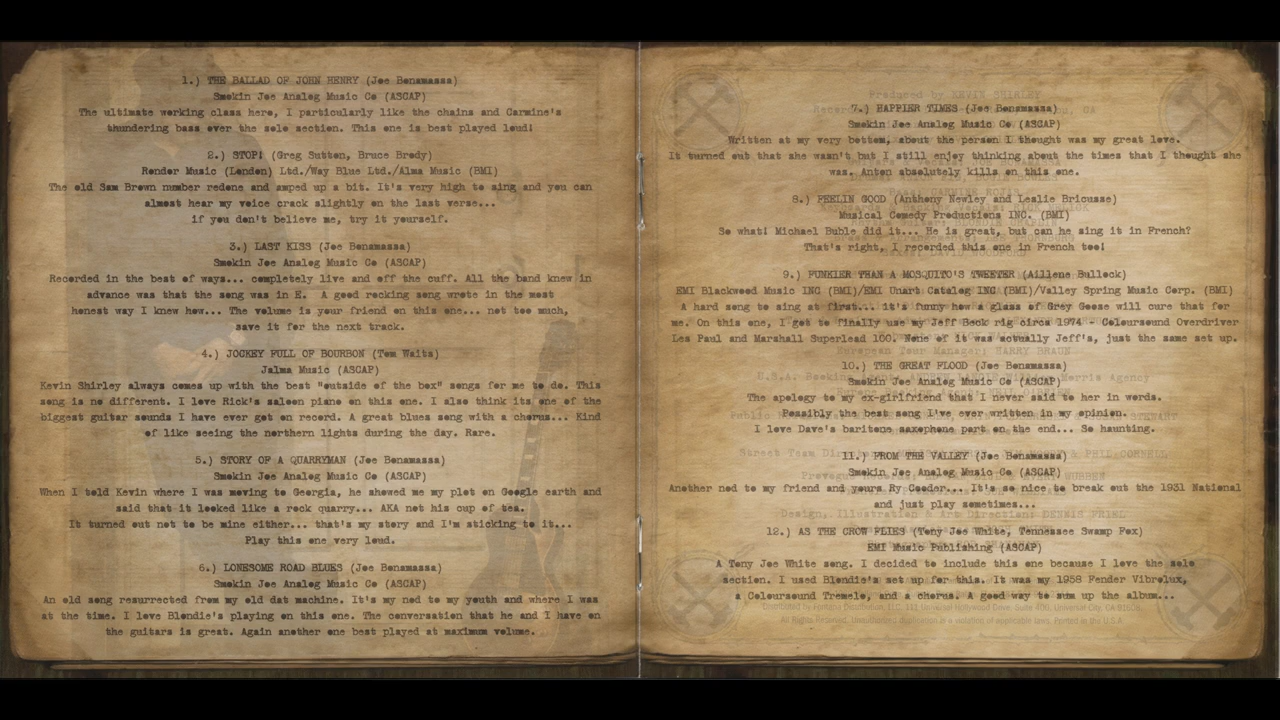 1.) THE BALLAD OF JOHN HENRY (Joe Bonamassa)
Smokin Joe Analog Music Co (ASCAP)
The ultimate working class hero, I particularly like the chains and Carmine's
thundering bass over the solo section. This one is best played loud!
2.) STOP! (Greg Sutton, Bruce Brody)
Render Music (London) Ltd./Way Blue Ltd./Alma Music (BMI)
The old Sam Brown number redone and amped up a bit. It's very high to sing and you can
almost hear my voice crack slightly on the last verse...
if you don't believe me, try it yourself.
3.) LAST KISS (Joe Bonamassa)
Smokin Joe Analog Music Co (ASCAP)
Recorded in the best of ways... completely live and off the cuff. All the band knew in
advance was that the song was in E. A good rocking song wrote in the most
honest way I knew how... The volume is your friend on this one... not too much,
save it for the next track.
4.) JOCKEY FULL OF BOURBON (Tom Waits)
Jalma Music (ASCAP)
Kevin Shirley always comes up with the best "outside of the box" songs for me to do. This
song is no different. I love Rick's saloon piano on this one. I also think its one of the
biggest guitar sounds I have ever got on record. A great blues song with a chorus... Kind
of like seeing the northern lights during the day. Rare.
5.) STORY OF A QUARRYMAN (Joe Bonamassa)
Smokin Joe Analog Music Co (ASCAP)
When I told Kevin where I was moving to Georgia, he showed me my plot on Google earth and
said that it looked like a rock quarry... AKA not his cup of tea.
It turned out not to be mine either... that's my story and I'm sticking to it...
Play this one very loud.
6.) LONESOME ROAD BLUES (Joe Bonamassa)
Smokin Joe Analog Music Co (ASCAP)
An old song resurrected from my old dat machine. It's my nod to my youth and where I was
at the time. I love Blondie's playing on this one. The conversation that he and I have on
the guitars is great. Again another one best played at maximum volume.
7.) HAPPIER TIMES (Joe Bonamassa)
Smokin Joe Analog Music Co (ASCAP)
Written at my very bottom, about the person I thought was my great love.
It turned out that she wasn't but I still enjoy thinking about the times that I thought she
was. Anton absolutely kills on this one.
8.) FEELIN GOOD (Anthony Newley and Leslie Bricusse)
Musical Comedy Productions INC. (BMI)
So what! Michael Buble did it... He is great, but can he sing it in French?
That's right, I recorded this one in French too!
9.) FUNKIER THAN A MOSQUITO'S TWEETER (Aillene Bullock)
EMI Blackwood Music INC (BMI)/EMI Unart Catalog INC (BMI)/Valley Spring Music Corp. (BMI)
A hard song to sing at first... it's funny how a glass of Grey Goose will cure that for
me. On this one, I got to finally use my Jeff Beck rig circa 1974 - Coloursound Overdriver
Les Paul and Marshall Superlead 100. None of it was actually Jeff's, just the same set up.
10.) THE GREAT FLOOD (Joe Bonamassa)
Smokin Joe Analog Music Co (ASCAP)
The apology to my ex-girlfriend that I never said to her in words.
Possibly the best song I've ever written in my opinion.
I love Dave's baritone saxophone part on the end... So haunting.
11.) FROM THE VALLEY (Joe Bonamassa)
Smokin Joe Analog Music Co (ASCAP)
Another nod to my friend and yours Ry Cooder... It's so nice to break out the 1931 National
and just play sometimes...
12.) AS THE CROW FLIES (Tony Joe White, Tennessee Swamp Fox)
EMI Music Publishing (ASCAP)
A Tony Joe White song. I decided to include this one because I love the solo
section. I used Blondie's set up for this. It was my 1958 Fender Vibrolux,
a Coloursound Tremolo, and a chorus. A good way to sum up the album...
All Rights Reserved. Unauthorized duplication is a violation of applicable laws. Printed in the U.S.A.